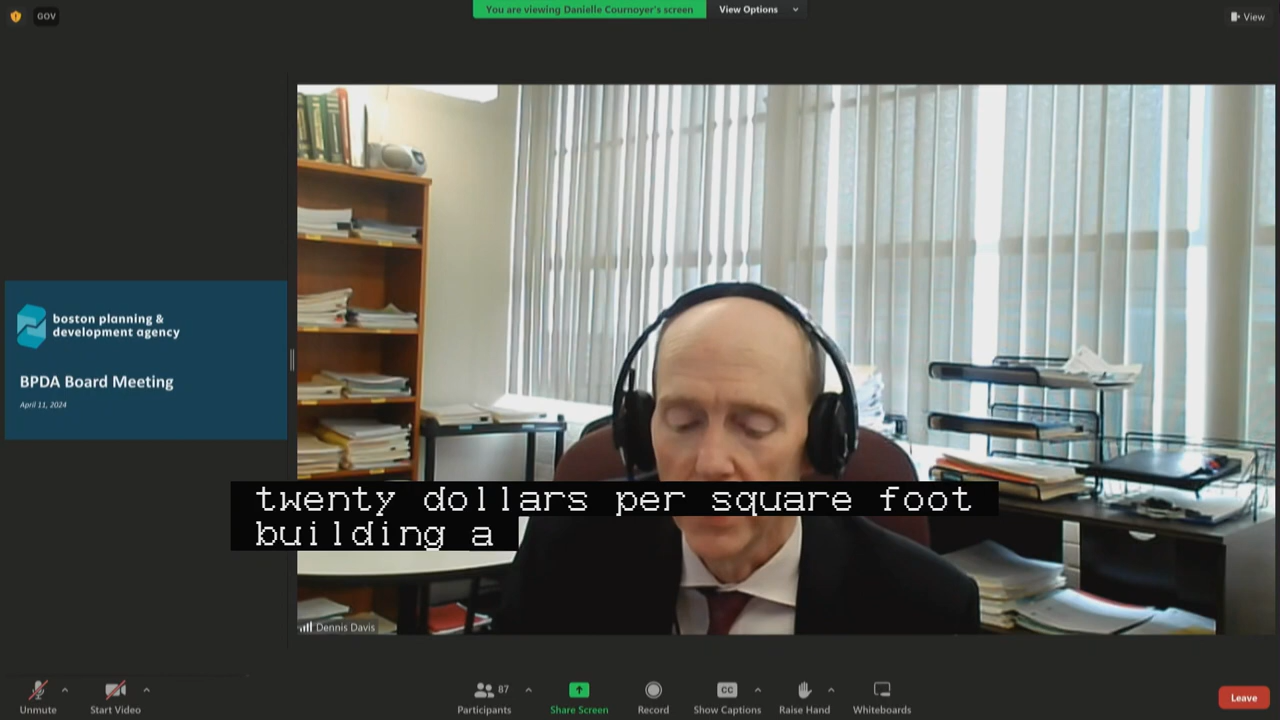 GOV
You are viewing Danielle Cournoyer's screen
View Options
View
boston planning &
development agency
BPDA Board Meeting
April 11, 2024
twenty dollars per square foot
building a
Dennis Davis
Unmute
Start Video
87
Participants
Share Screen
Record
CC
Show Captions
Raise Hand
Whiteboards
Leave